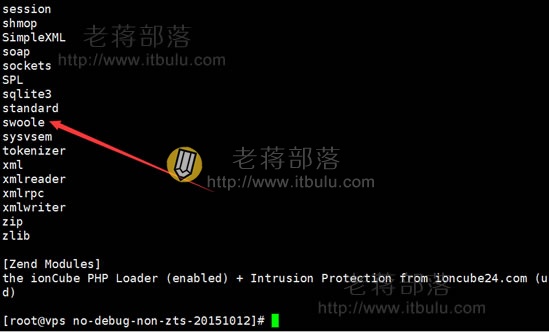 session
shmop
SimpleXML
soap
sockets
SPL
sqlite3
standard
swoole
sysvsem
tokenizer
xml
xmlreader
xmlrpc
xmlwriter
zip
zlib
[Zend Modules]
the ionCube PHP Loader (enabled) + Intrusion Protection from ioncube24.com (u
d)
[root@vps no-debug-non-zts-20151012]#
老蒋部落
http://www.itbulu.com
老蒋部落
http://www.itbulu.com
老蒋部落
http://www.itbulu.com